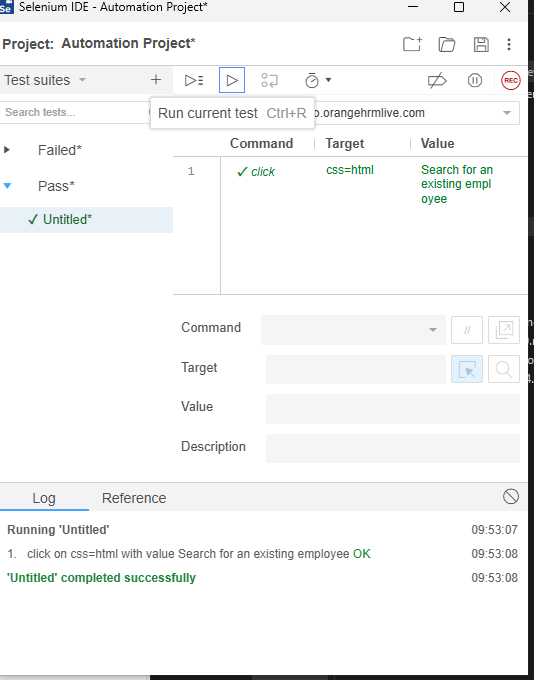 Selenium IDE - Automation Project*
Project: Automation Project*
Test suites
REC
Search tests...
Run current test Ctrl+R
.orangehrmlive.com
Command Target Value
Failed*
1 ✓ click css=html Search for an
existing empl
oyee
Pass*
✓ Untitled*
Command
//
Target
Value
Description
Log Reference
Running 'Untitled' 09:53:07
1. click on css=html with value Search for an existing employee OK 09:53:08
'Untitled' completed successfully 09:53:08